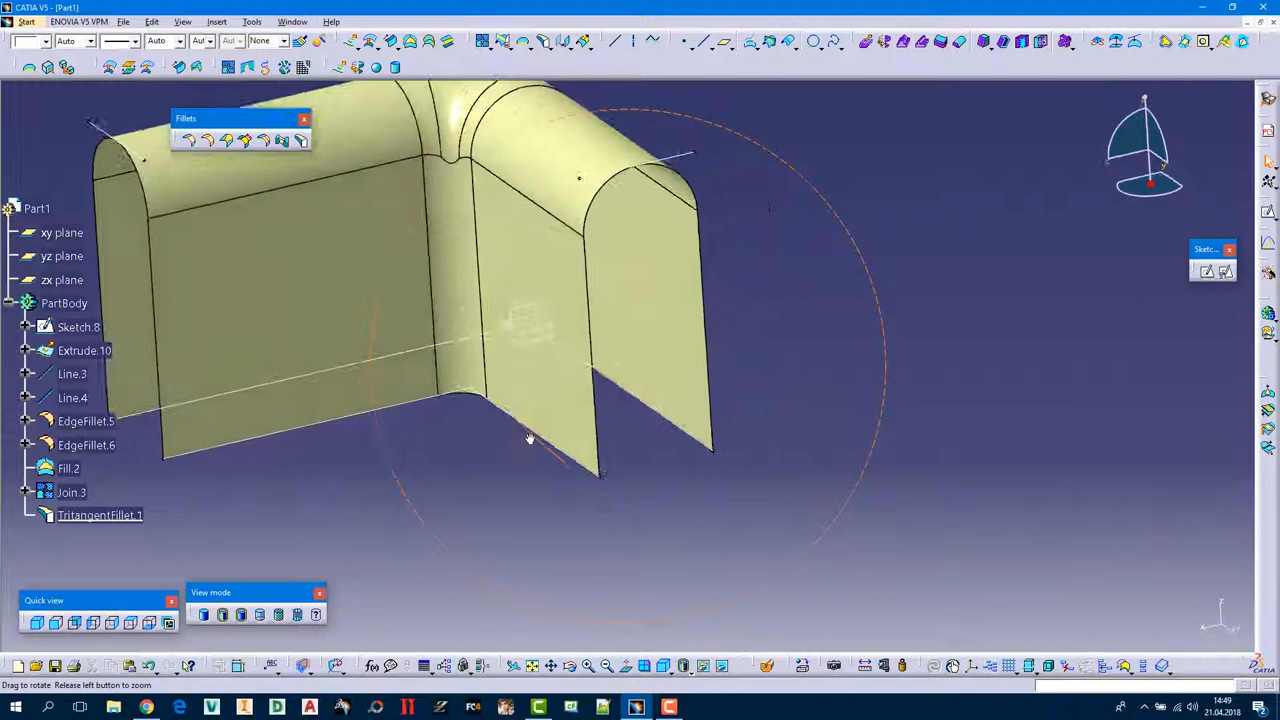 CATIA V5 - [Part1]
Start ENOVIA V5 VPM File Edit View Insert Tools Window Help
Auto Auto Aut Aut None
Fillets
Part1
xy plane
yz plane
zx plane
PartBody
Sketch.8
Extrude.10
Line.3
Line.4
EdgeFillet.5
EdgeFillet.6
Fill.2
Join.3
TritangentFillet.1
Sketc...
Quick view
View mode
Drag to rotate. Release left button to zoom
CATIA
14:49
21.04.2018